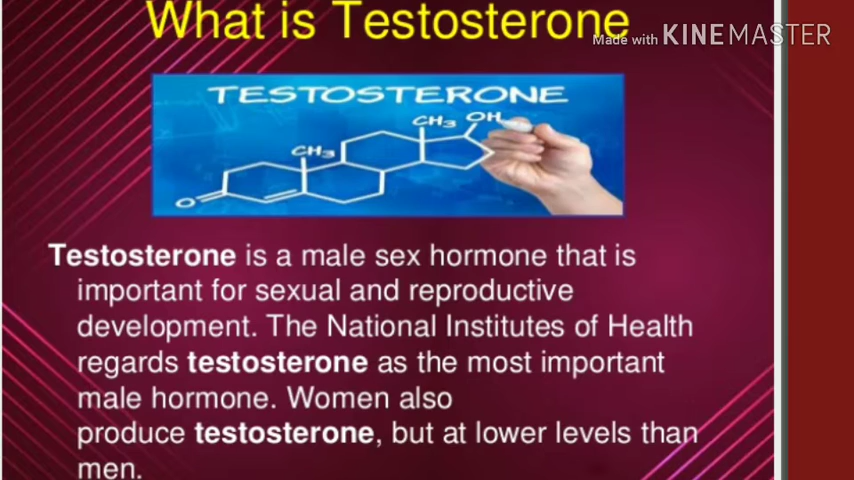 What is Testosterone
Made with KINEMASTER
TESTOSTERONE
CH3 OH
CH3
O
Testosterone is a male sex hormone that is
important for sexual and reproductive
development. The National Institutes of Health
regards testosterone as the most important
male hormone. Women also
produce testosterone, but at lower levels than
men.